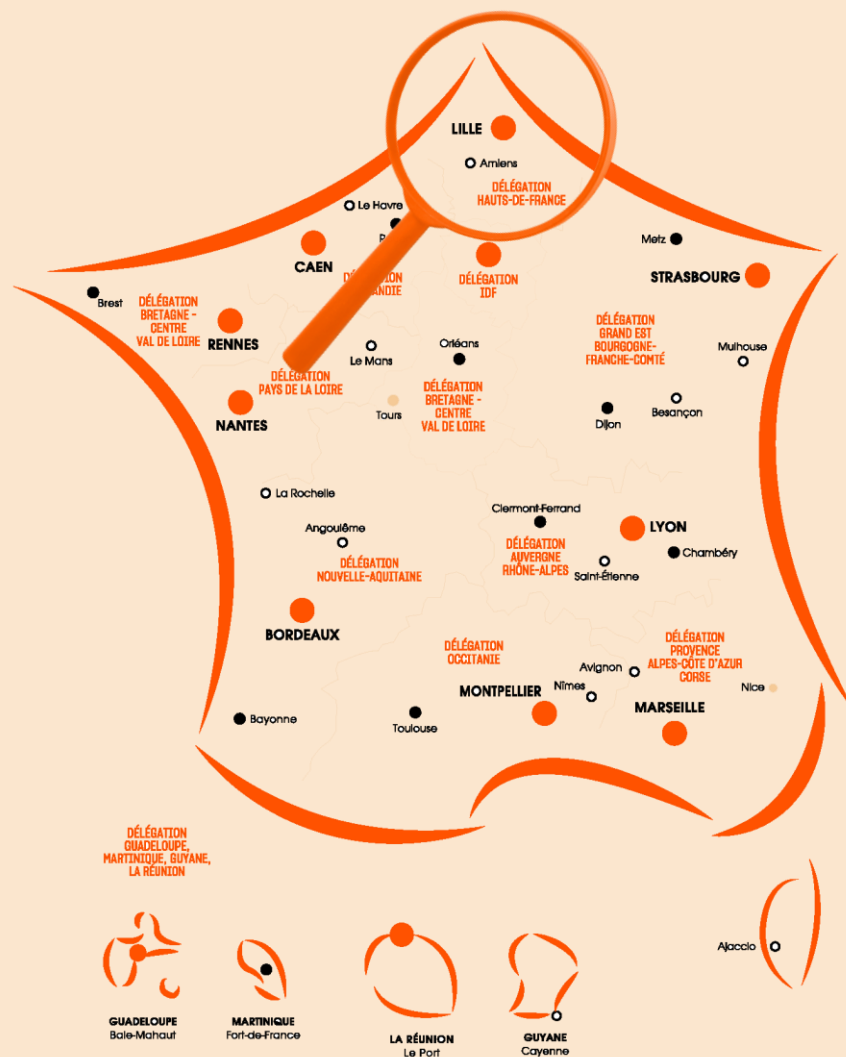 LILLE
Amiens
DÉLÉGATION
HAUTS-DE-FRANCE
Le Havre
CAEN
DÉLÉGATION
IDF
Metz
STRASBOURG
Brest
DÉLÉGATION
BRETAGNE -
CENTRE
VAL DE LOIRE
RENNES
Le Mans
Orléans
DÉLÉGATION
GRAND EST
BOURGOGNE-
FRANCHE-COMTÉ
Mulhouse
DÉLÉGATION
PAYS DE LA LOIRE
NANTES
Tours
DÉLÉGATION
BRETAGNE -
CENTRE
VAL DE LOIRE
Dijon
Besançon
La Rochelle
Angoulême
DÉLÉGATION
NOUVELLE-AQUITAINE
Clermont-Ferrand
DÉLÉGATION
AUVERGNE
RHÔNE-ALPES
LYON
Chambéry
Saint-Étienne
BORDEAUX
DÉLÉGATION
OCCITANIE
DÉLÉGATION
PROVENCE
ALPES-CÔTE D'AZUR
CORSE
Avignon
Nîmes
Nice
MONTPELLIER
MARSEILLE
Bayonne
Toulouse
DÉLÉGATION
GUADELOUPE,
MARTINIQUE, GUYANE,
LA RÉUNION
Ajaccio
GUADELOUPE
Baie-Mahaut
MARTINIQUE
Fort-de-France
LA RÉUNION
Le Port
GUYANE
Cayenne